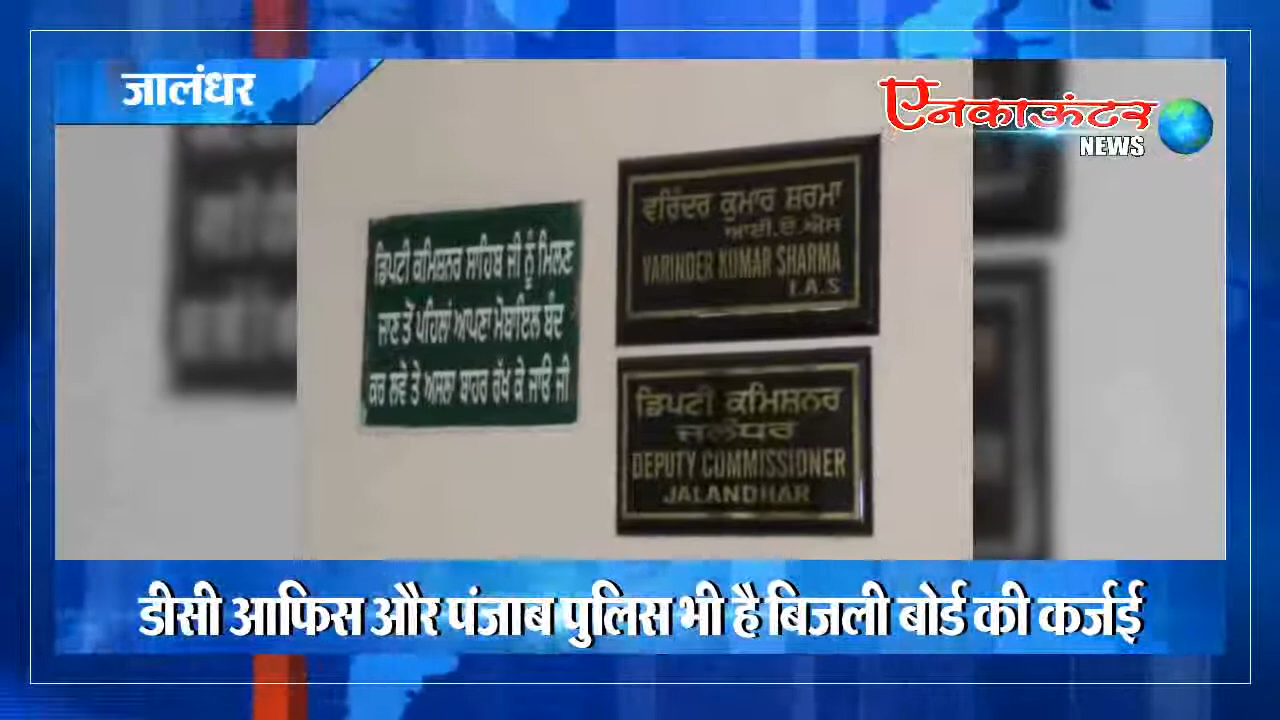 जालंधर
एनकाऊंटर
NEWS
ਡਿਪਟੀ ਕਮਿਸ਼ਨਰ ਸਾਹਿਬ ਜੀ ਨੂੰ ਮਿਲਣ
ਜਾਣ ਤੋਂ ਪਹਿਲਾਂ ਆਪਣਾ ਮੋਬਾਇਲ ਬੰਦ
ਕਰ ਲਵੋ ਤੇ ਅਸਲਾ ਬਾਹਰ ਰੱਖ ਕੇ ਜਾਓ ਜੀ
ਵਰਿੰਦਰ ਕੁਮਾਰ ਸ਼ਰਮਾ
ਆਈ.ਏ.ਐਸ
VARINDER KUMAR SHARMA
I.A.S
ਡਿਪਟੀ ਕਮਿਸ਼ਨਰ
ਜਲੰਧਰ
DEPUTY COMMISSIONER
JALANDHAR
डीसी आफिस और पंजाब पुलिस भी है बिजली बोर्ड की कर्जई